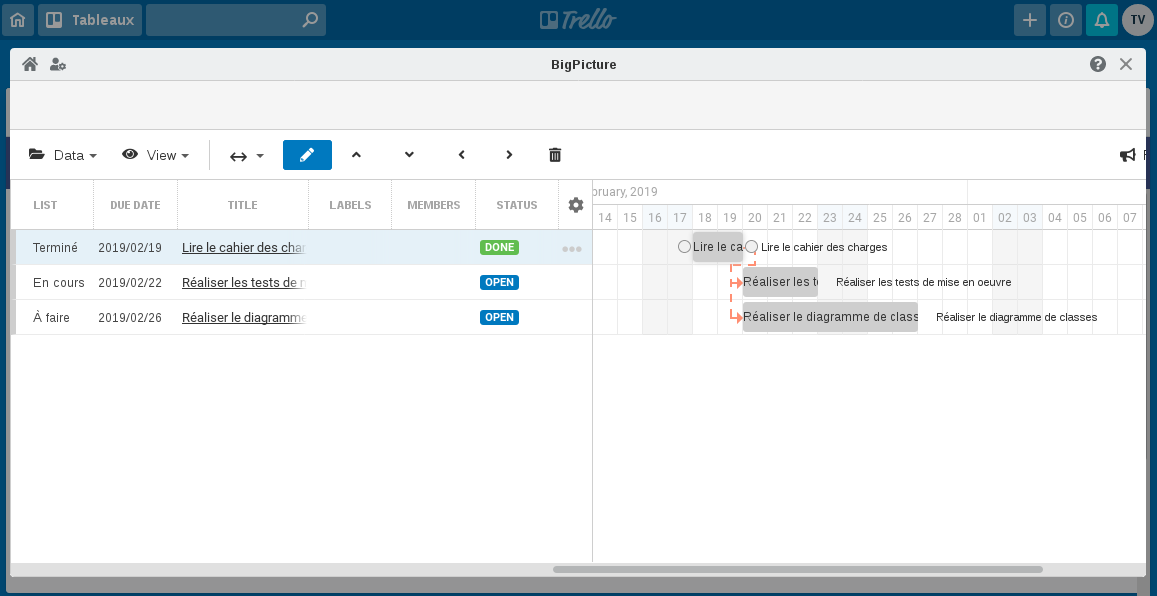 Tableaux
Trello
TV
BigPicture
Data
View
LIST DUE DATE TITLE LABELS MEMBERS STATUS
bruary, 2019
14 15 16 17 18 19 20 21 22 23 24 25 26 27 28 01 02 03 04 05 06 07
Terminé 2019/02/19 Lire le cahier des char DONE
Lire le ca Lire le cahier des charges
En cours 2019/02/22 Réaliser les tests de OPEN
Réaliser les t Réaliser les tests de mise en oeuvre
À faire 2019/02/26 Réaliser le diagramme OPEN
Réaliser le diagramme de class Réaliser le diagramme de classes